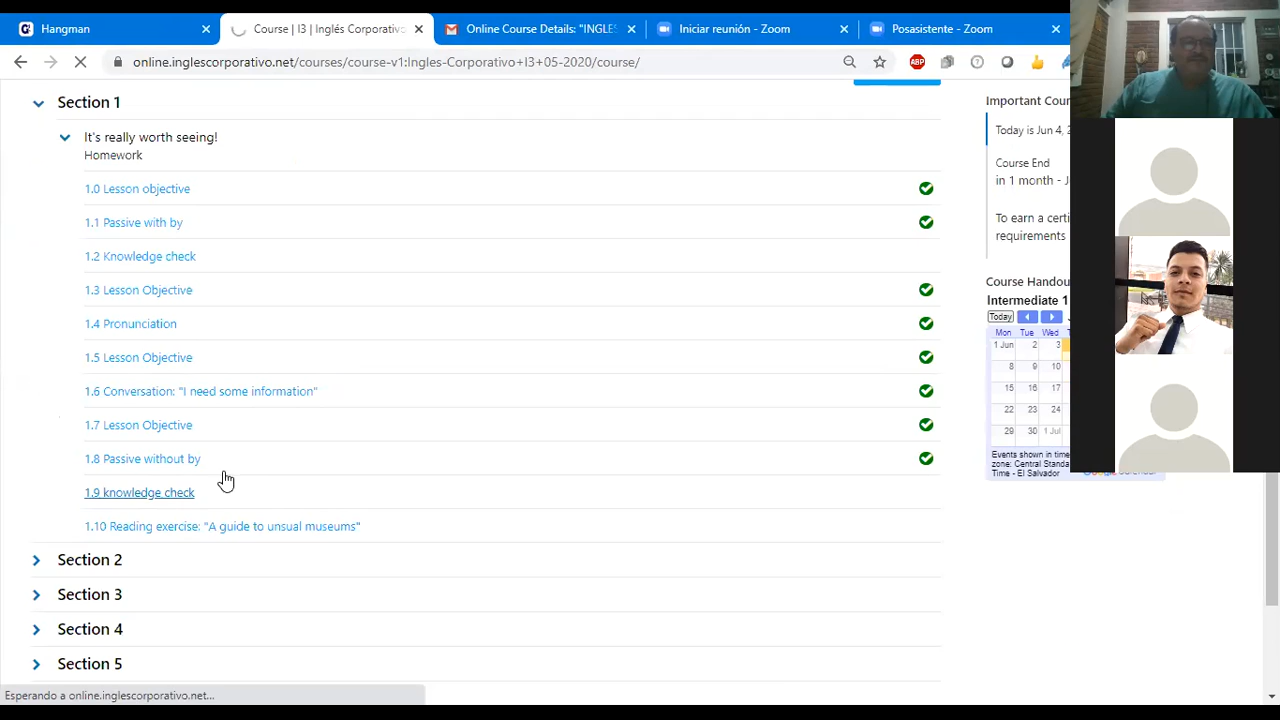 Hangman
Course | I3 | Inglés Corporativo
Online Course Details: "INGLES
Iniciar reunión - Zoom
Posasistente - Zoom
online.inglescorporativo.net/courses/course-v1:Ingles-Corporativo+I3+05-2020/course/
ABP
Section 1
It's really worth seeing!
Homework
1.0 Lesson objective
1.1 Passive with by
1.2 Knowledge check
1.3 Lesson Objective
1.4 Pronunciation
1.5 Lesson Objective
1.6 Conversation: "I need some information"
1.7 Lesson Objective
1.8 Passive without by
1.9 knowledge check
1.10 Reading exercise: "A guide to unsual museums"
Section 2
Section 3
Section 4
Section 5
Important Cou
Today is Jun 4, 2
Course End
in 1 month - J
To earn a certi
requirements
Course Handou
Intermediate 1
Today
Mon Tue Wed
1 Jun 2 3
8 9 10
15 16 17
22 23 24
29 30 1 Jul
Events shown in time
zone: Central Standa
Time - El Salvador
Esperando a online.inglescorporativo.net...